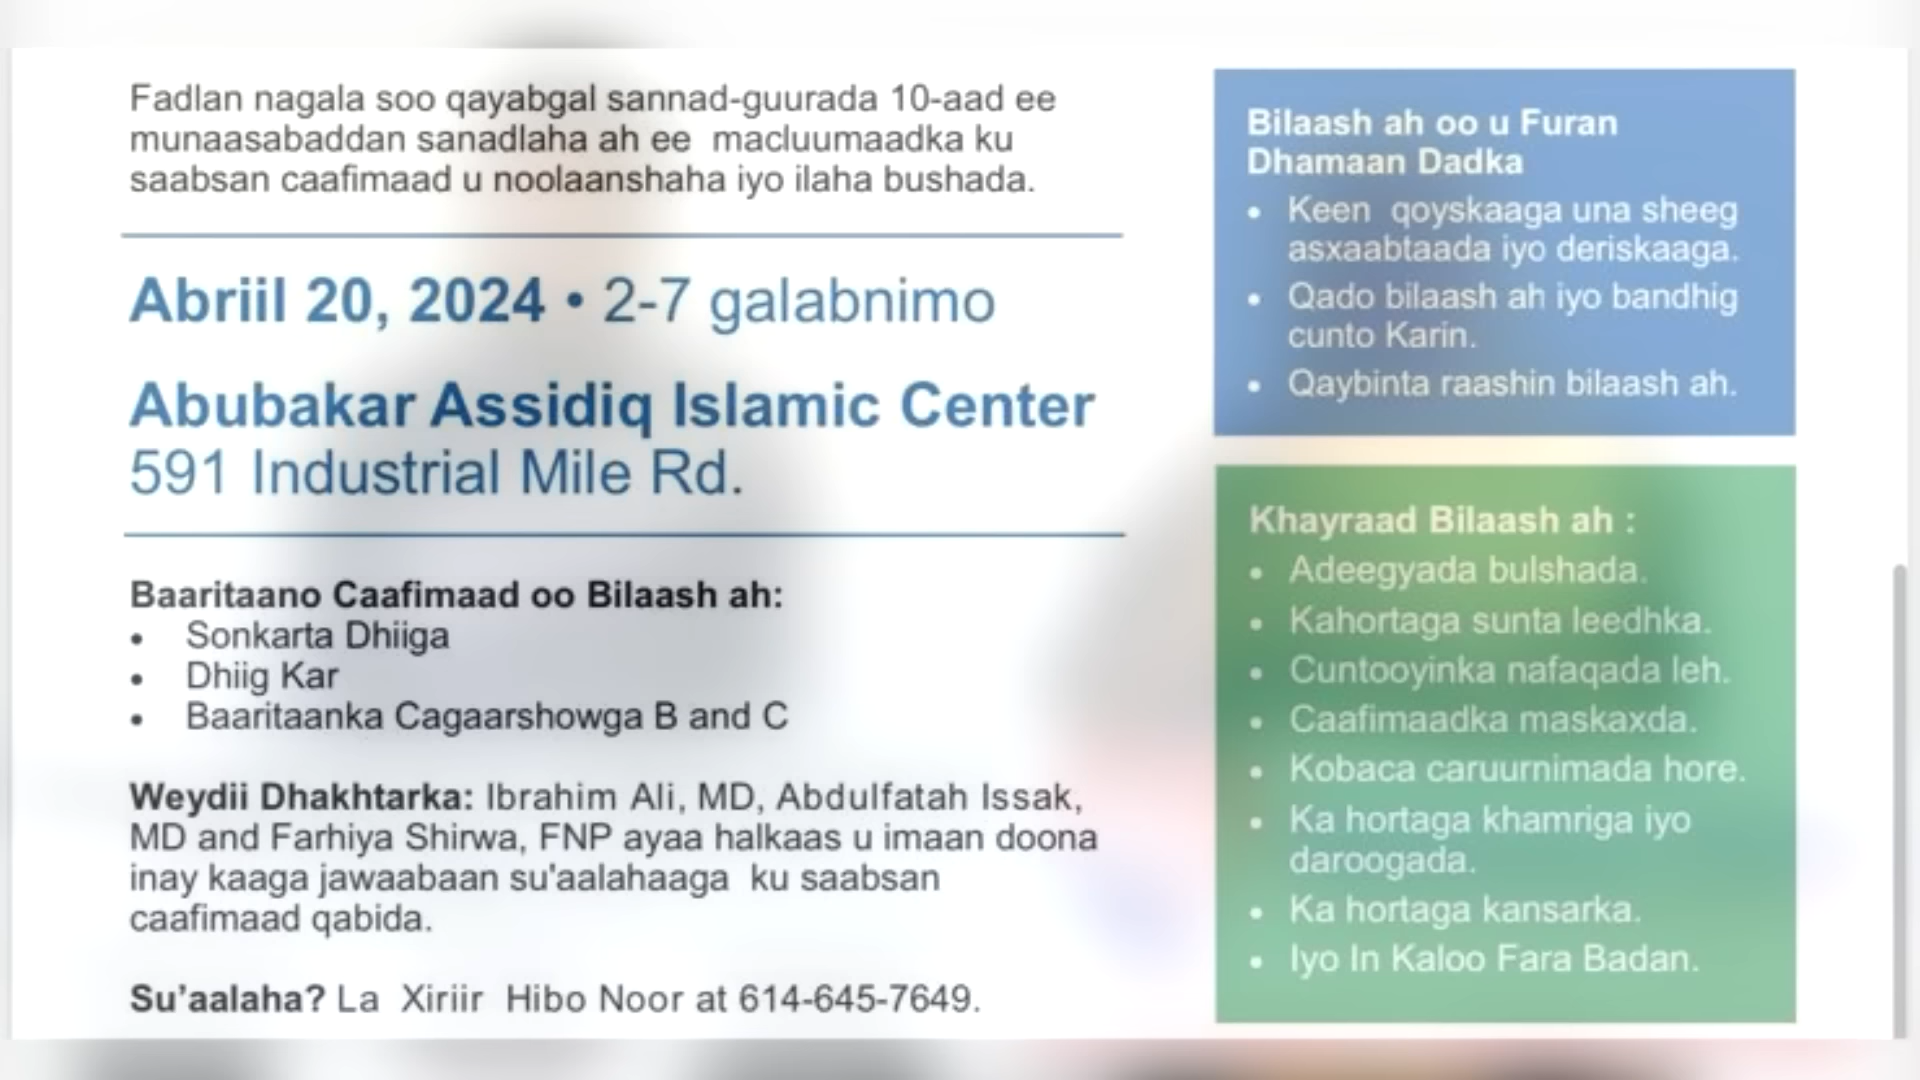 Fadlan nagala soo qayabgal sannad-guurada 10-aad ee
munaasabaddan sanadlaha ah ee macluumaadka ku
saabsan caafimaad u noolaanshaha iyo ilaha bushada.
Abriil 20, 2024 • 2-7 galabnimo
Abubakar Assidiq Islamic Center
591 Industrial Mile Rd.
Baaritaano Caafimaad oo Bilaash ah:
• Sonkarta Dhiiga
• Dhiig Kar
• Baaritaanka Cagaarshowga B and C
Weydii Dhakhtarka: Ibrahim Ali, MD, Abdulfatah Issak,
MD and Farhiya Shirwa, FNP ayaa halkaas u imaan doona
inay kaaga jawaabaan su'aalahaaga ku saabsan
caafimaad qabida.
Su’aalaha? La Xiriir Hibo Noor at 614-645-7649.
Bilaash ah oo u Furan
Dhamaan Dadka
• Keen qoyskaaga una sheeg
asxaabtaada iyo deriskaaga.
• Qado bilaash ah iyo bandhig
cunto Karin.
• Qaybinta raashin bilaash ah.
Khayraad Bilaash ah :
• Adeegyada bulshada.
• Kahortaga sunta leedhka.
• Cuntooyinka nafaqada leh.
• Caafimaadka maskaxda.
• Kobaca caruurnimada hore.
• Ka hortaga khamriga iyo
daroogada.
• Ka hortaga kansarka.
• Iyo In Kaloo Fara Badan.